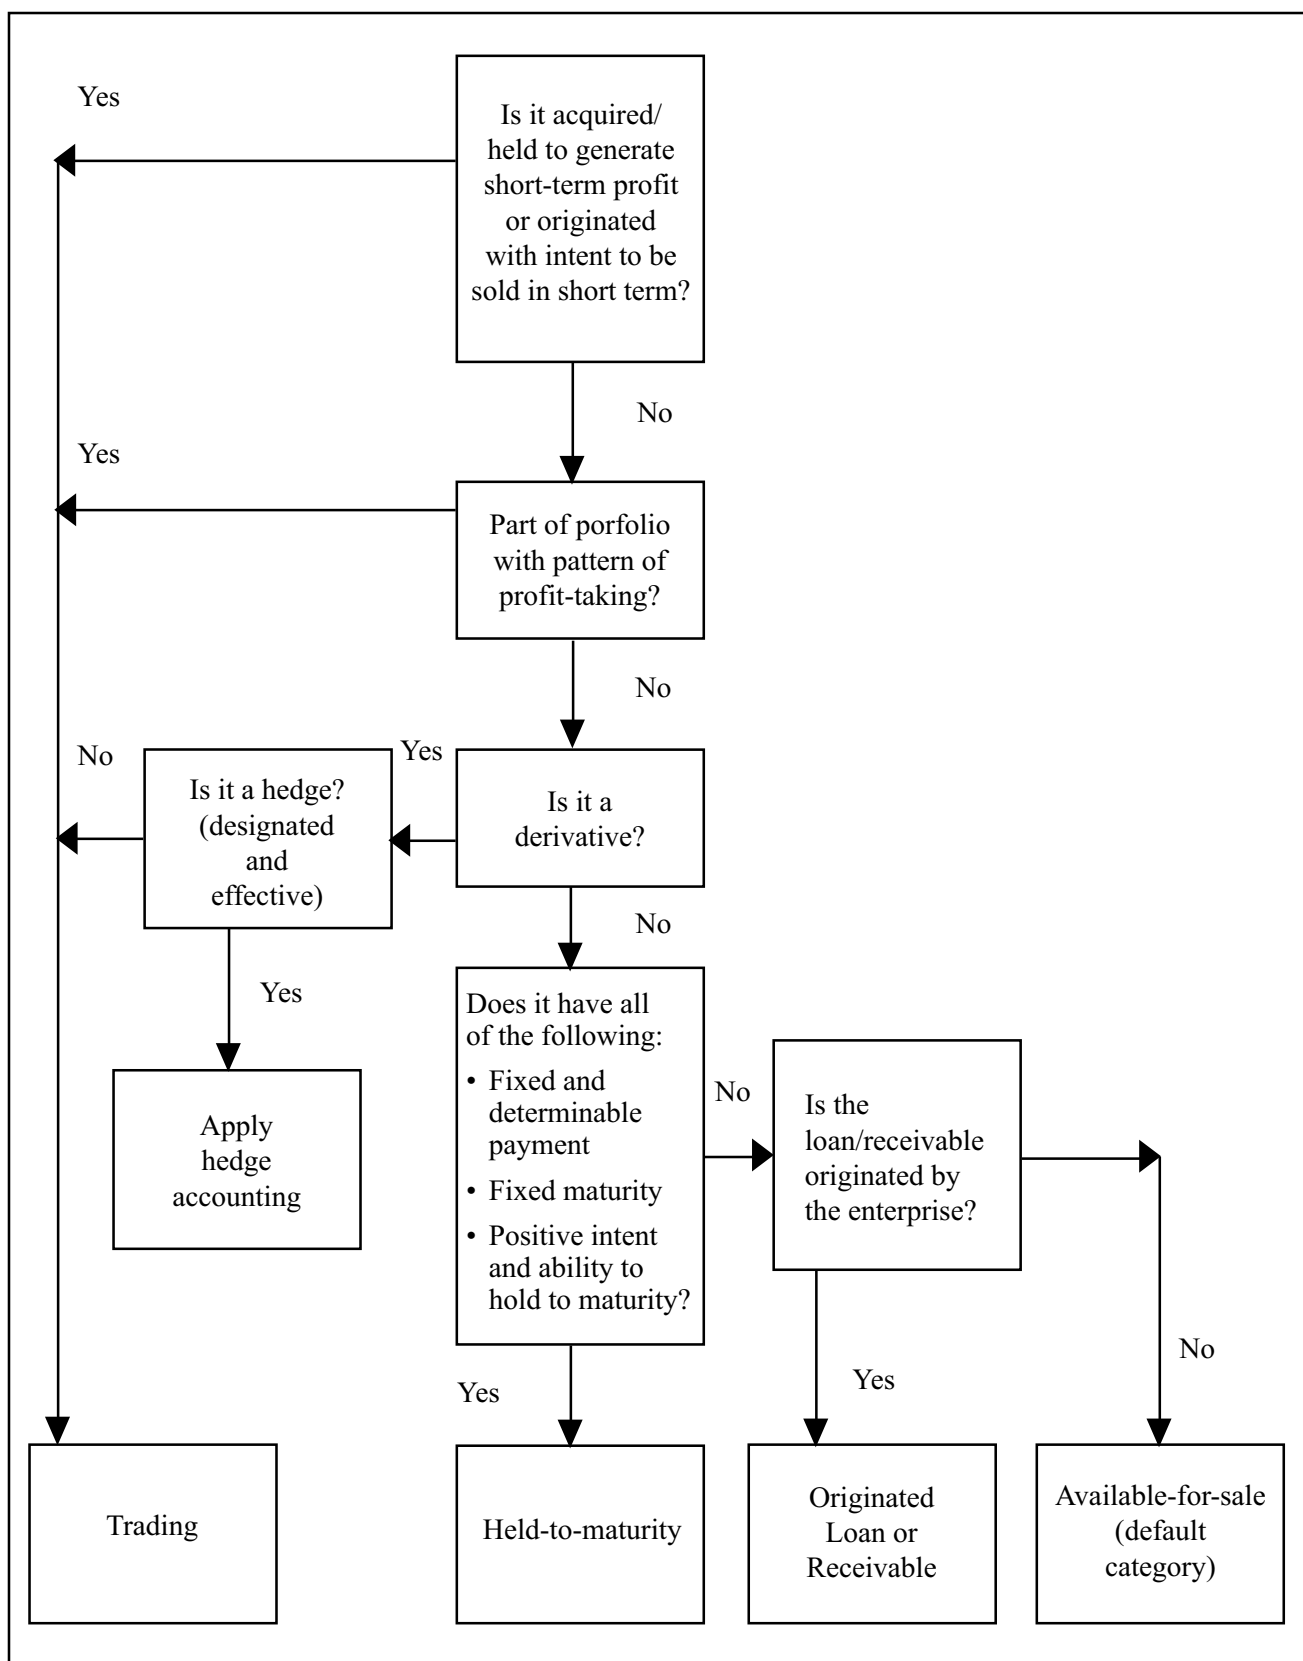 Yes
Is it acquired/
held to generate
short-term profit
or originated
with intent to be
sold in short term?
No
Yes
Part of porfolio
with pattern of
profit-taking?
No
No
Is it a hedge?
(designated
and
effective)
Yes
Is it a
derivative?
No
Yes
Apply
hedge
accounting
Does it have all
of the following:
• Fixed and
determinable
payment
• Fixed maturity
• Positive intent
and ability to
hold to maturity?
No
Is the
loan/receivable
originated by
the enterprise?
Yes
Yes
No
Trading
Held-to-maturity
Originated
Loan or
Receivable
Available-for-sale
(default
category)